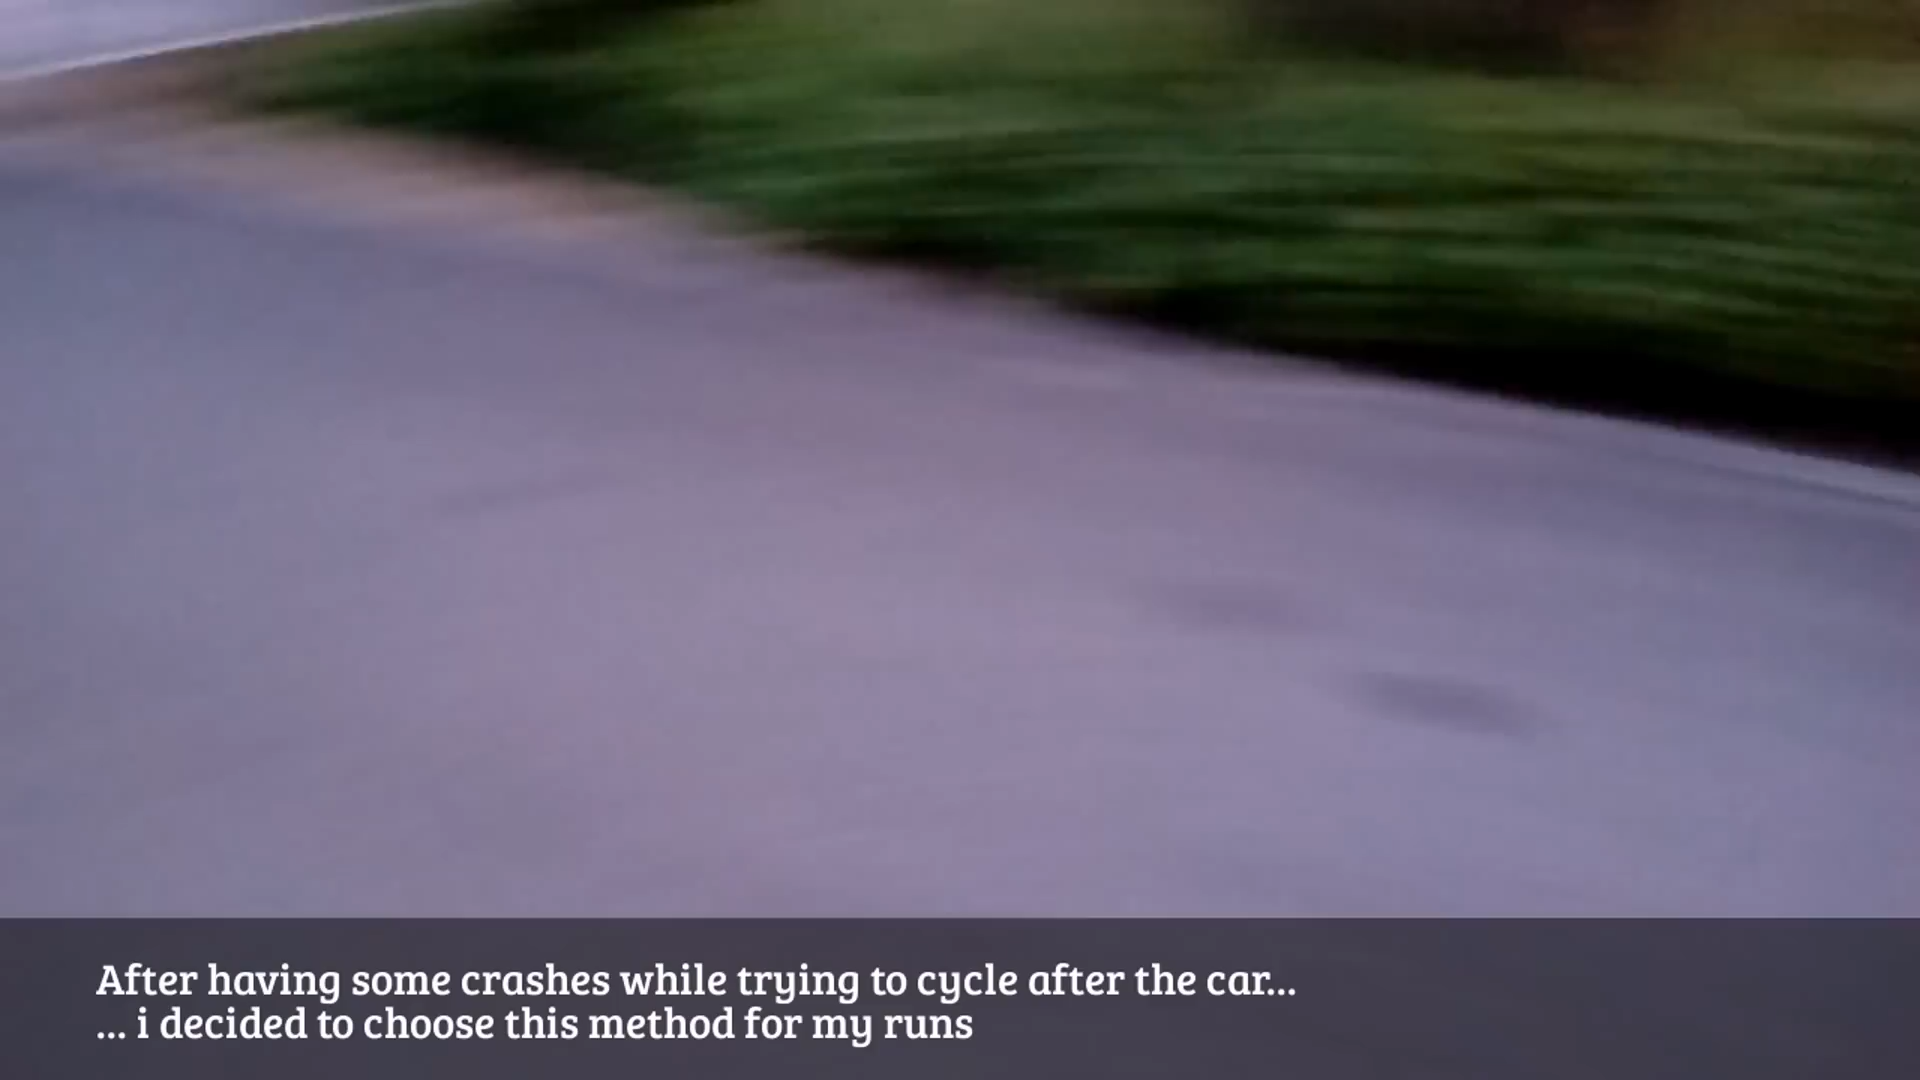 After having some crashes while trying to cycle after the car...
... i decided to choose this method for my runs